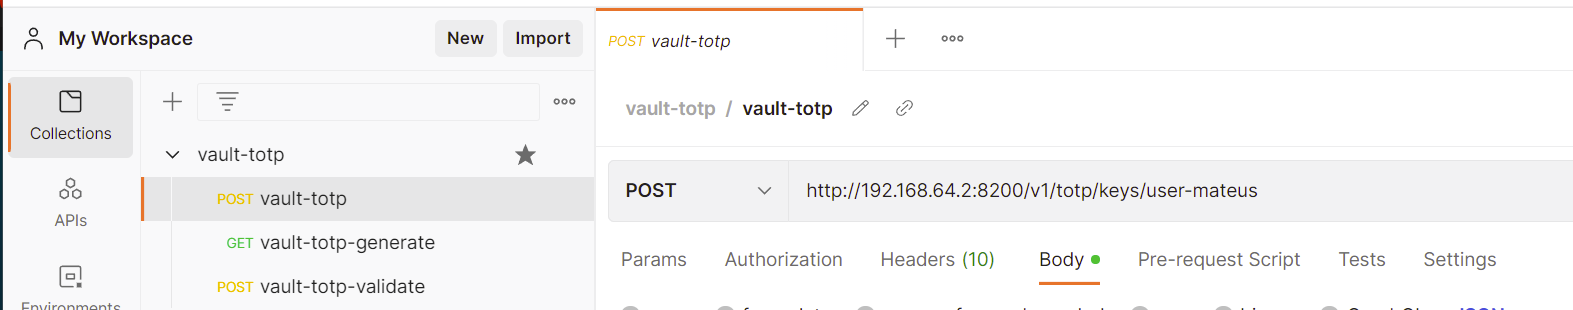 My Workspace
New
Import
Collections
APIs
vault-totp
POST vault-totp
GET vault-totp-generate
POST vault-totp-validate
POST vault-totp
vault-totp / vault-totp
POST
http://192.168.64.2:8200/v1/totp/keys/user-mateus
Params
Authorization
Headers (10)
Body
Pre-request Script
Tests
Settings
Environments